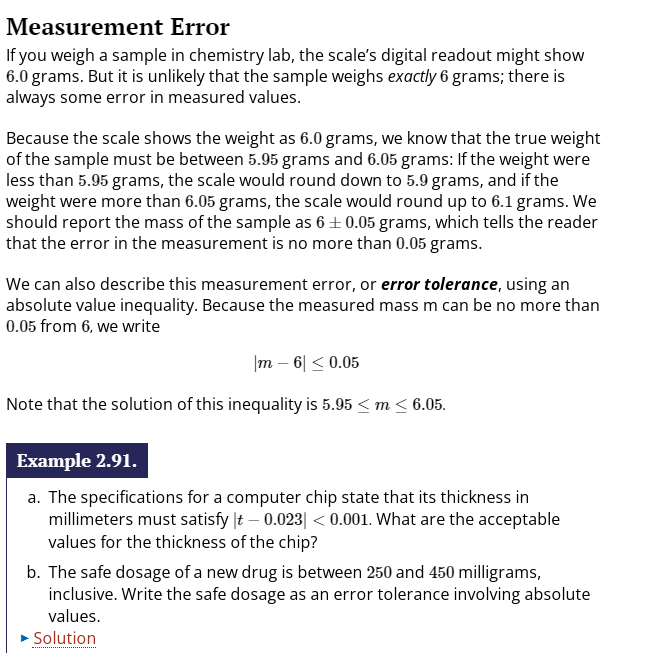 Measurement Error
If you weigh a sample in chemistry lab, the scale’s digital readout might show
6.0 grams. But it is unlikely that the sample weighs exactly 6 grams; there is
always some error in measured values.
Because the scale shows the weight as 6.0 grams, we know that the true weight
of the sample must be between 5.95 grams and 6.05 grams: If the weight were
less than 5.95 grams, the scale would round down to 5.9 grams, and if the
weight were more than 6.05 grams, the scale would round up to 6.1 grams. We
should report the mass of the sample as 6 ± 0.05 grams, which tells the reader
that the error in the measurement is no more than 0.05 grams.
We can also describe this measurement error, or error tolerance, using an
absolute value inequality. Because the measured mass m can be no more than
0.05 from 6, we write
|m − 6| ≤ 0.05
Note that the solution of this inequality is 5.95 ≤ m ≤ 6.05.
Example 2.91.
a. The specifications for a computer chip state that its thickness in
millimeters must satisfy |t − 0.023| < 0.001. What are the acceptable
values for the thickness of the chip?
b. The safe dosage of a new drug is between 250 and 450 milligrams,
inclusive. Write the safe dosage as an error tolerance involving absolute
values.
▸ Solution